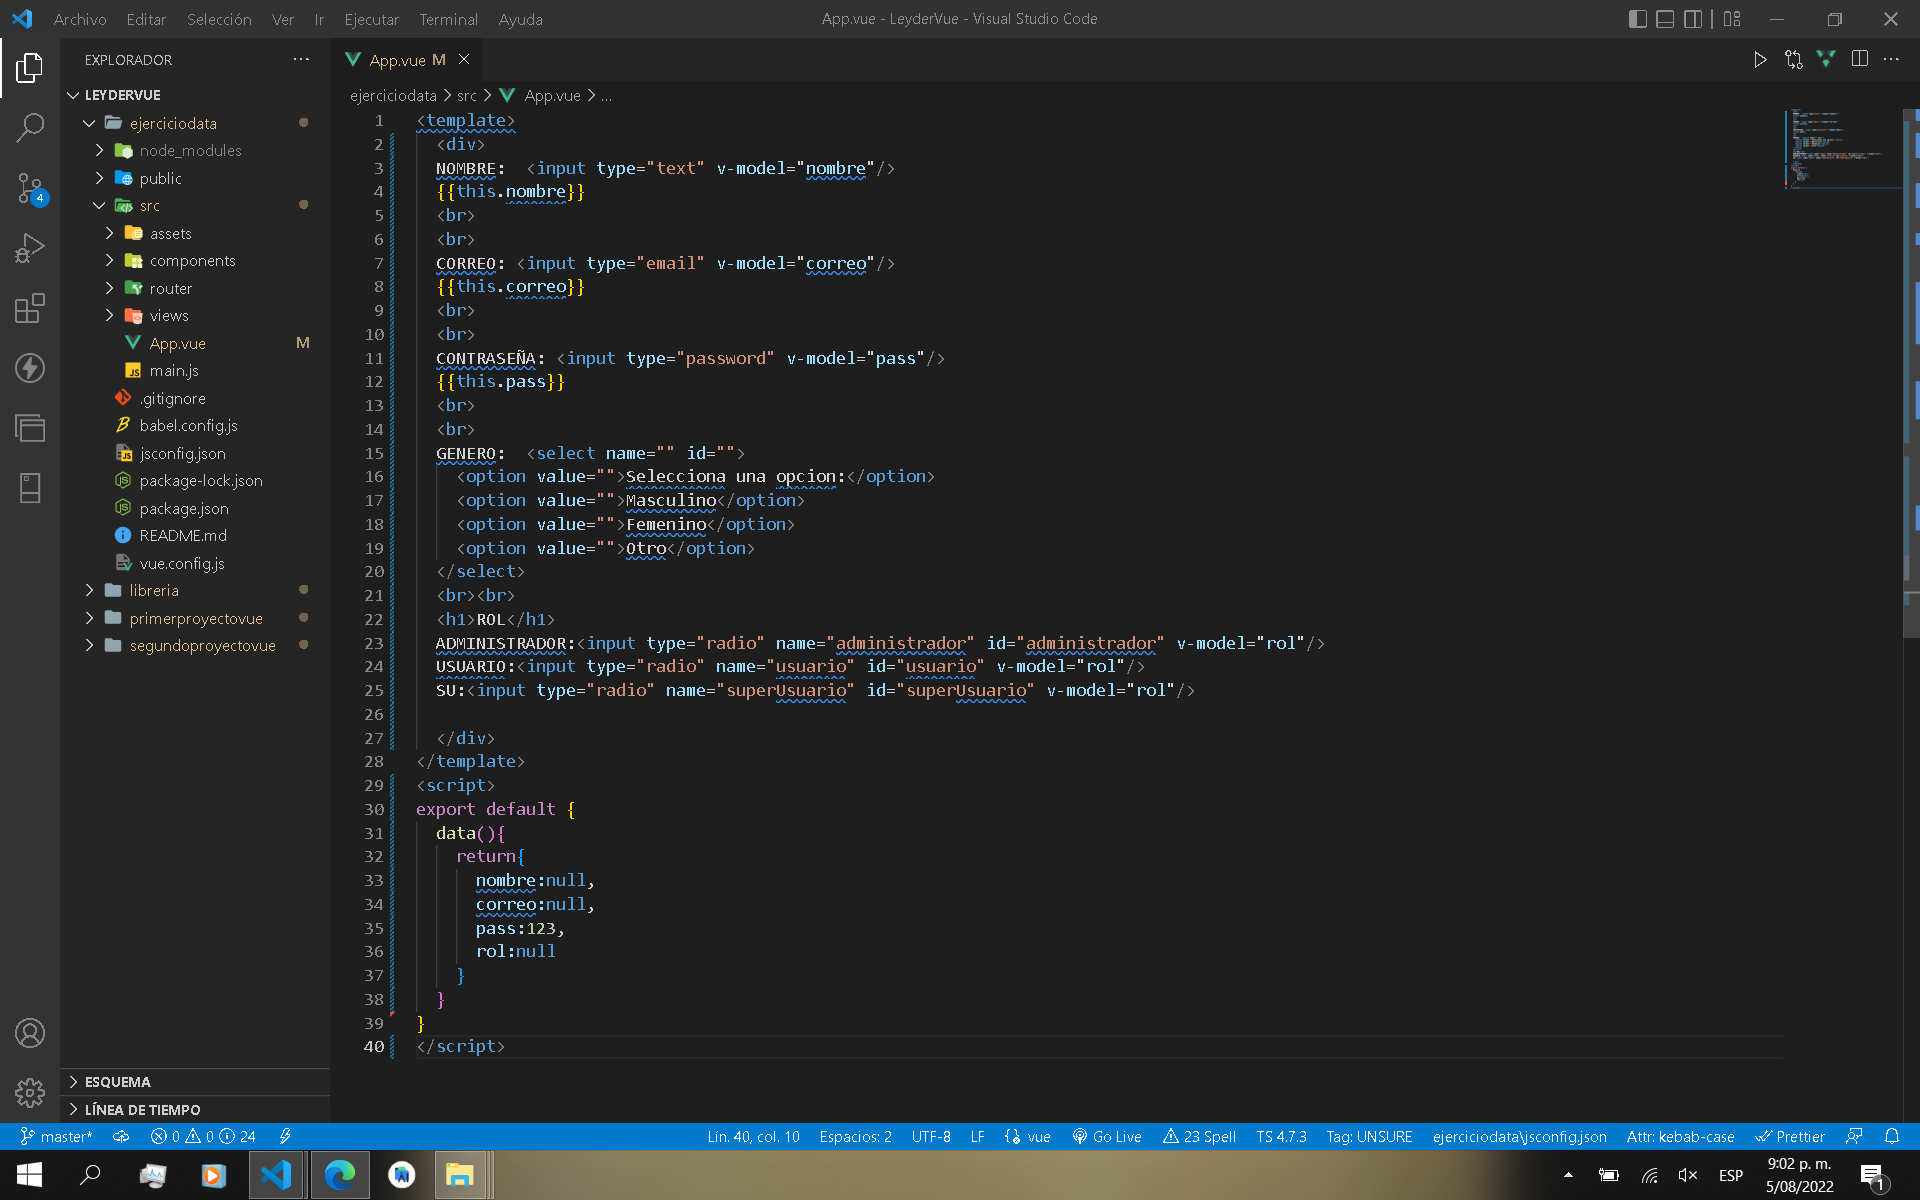 Archivo Editar Selección Ver Ir Ejecutar Terminal Ayuda
App.vue - LeyderVue - Visual Studio Code
EXPLORADOR
LEYDERVUE
ejerciciodata
node_modules
public
src
assets
components
router
views
App.vue M
main.js
.gitignore
babel.config.js
jsconfig.json
package-lock.json
package.json
README.md
vue.config.js
libreria
primerproyectovue
segundoproyectovue
ESQUEMA
LÍNEA DE TIEMPO
4
App.vue M
ejerciciodata > src > App.vue > ...
1 <template>
2 <div>
3 NOMBRE:  <input type="text" v-model="nombre"/>
4 {{this.nombre}}
5 <br>
6 <br>
7 CORREO: <input type="email" v-model="correo"/>
8 {{this.correo}}
9 <br>
10 <br>
11 CONTRASEÑA: <input type="password" v-model="pass"/>
12 {{this.pass}}
13 <br>
14 <br>
15 GENERO:  <select name="" id="">
16 <option value="">Selecciona una opcion:</option>
17 <option value="">Masculino</option>
18 <option value="">Femenino</option>
19 <option value="">Otro</option>
20 </select>
21 <br><br>
22 <h1>ROL</h1>
23 ADMINISTRADOR:<input type="radio" name="administrador" id="administrador" v-model="rol"/>
24 USUARIO:<input type="radio" name="usuario" id="usuario" v-model="rol"/>
25 SU:<input type="radio" name="superUsuario" id="superUsuario" v-model="rol"/>
26
27 </div>
28 </template>
29 <script>
30 export default {
31 data(){
32 return{
33 nombre:null,
34 correo:null,
35 pass:123,
36 rol:null
37 }
38 }
39 }
40 </script>
master* 0 0 24 Lín. 40, col. 10 Espacios: 2 UTF-8 LF vue Go Live 23 Spell TS 4.7.3 Tag: UNSURE ejerciciodata\jsconfig.json Attr: kebab-case Prettier
ESP
9:02 p. m.
5/08/2022
1